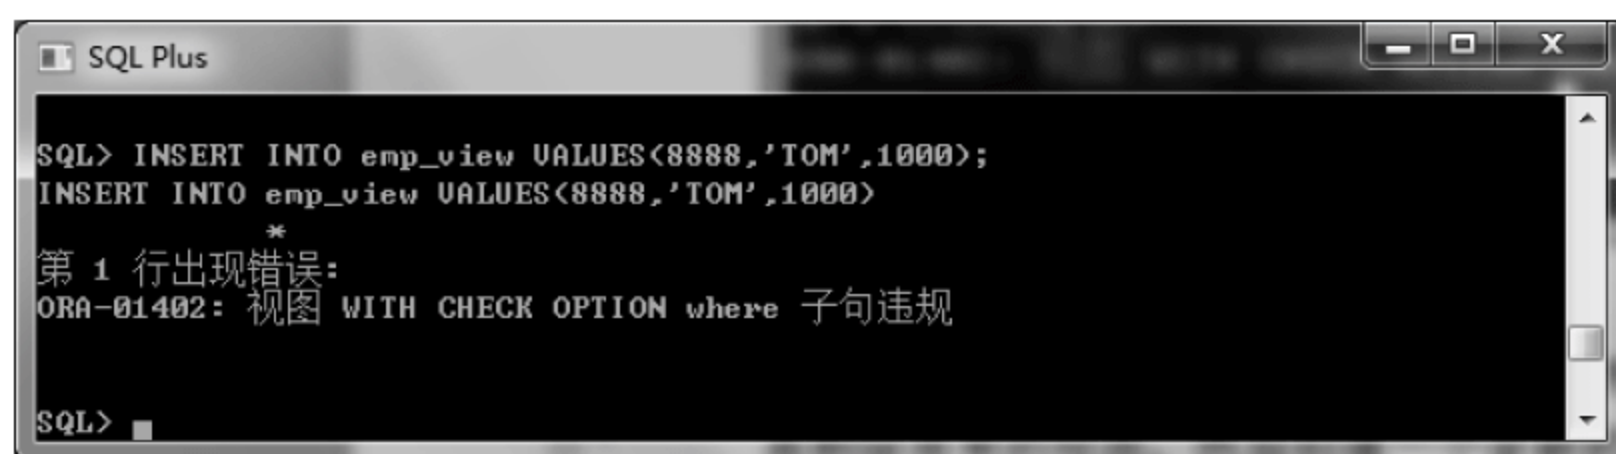 SQL Plus
SQL> INSERT INTO emp_view VALUES(8888,'TOM',1000);
INSERT INTO emp_view VALUES(8888,'TOM',1000)
*
第 1 行出现错误:
ORA-01402: 视图 WITH CHECK OPTION where 子句违规
SQL>